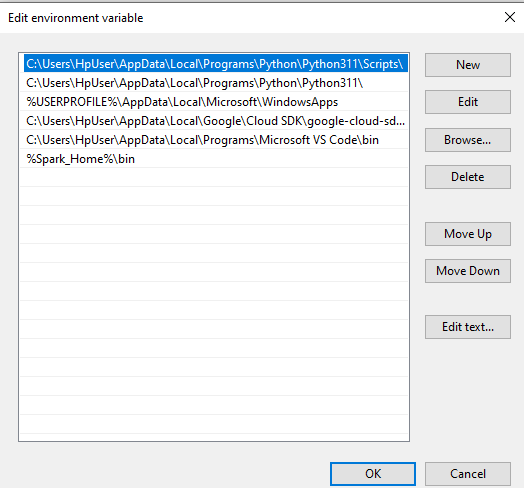 Edit environment variable
C:\Users\HpUser\AppData\Local\Programs\Python\Python311\Scripts\
C:\Users\HpUser\AppData\Local\Programs\Python\Python311\
%USERPROFILE%\AppData\Local\Microsoft\WindowsApps
C:\Users\HpUser\AppData\Local\Google\Cloud SDK\google-cloud-sd...
C:\Users\HpUser\AppData\Local\Programs\Microsoft VS Code\bin
%Spark_Home%\bin
New
Edit
Browse...
Delete
Move Up
Move Down
Edit text...
OK
Cancel